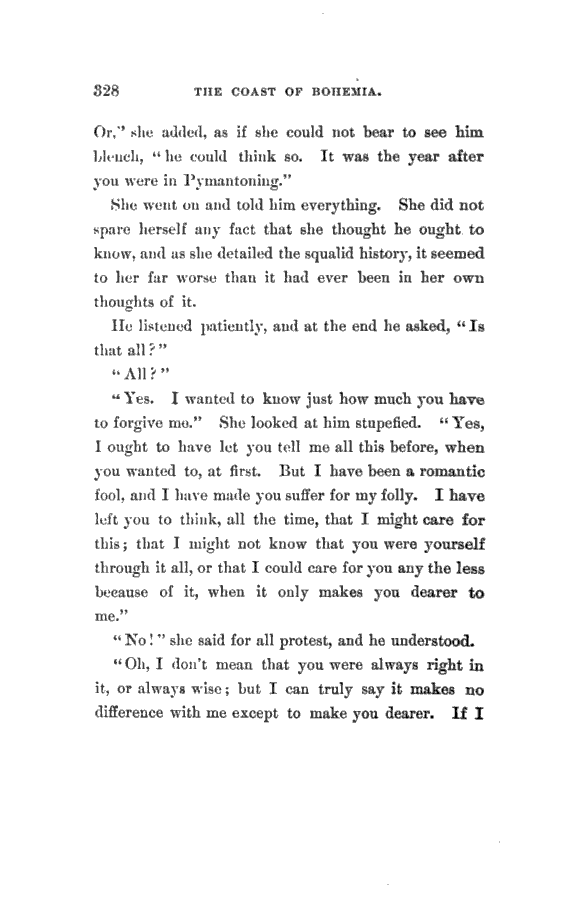 328 THE COAST OF BOHEMIA.
Or," she added, as if she could not bear to see him
blench, "he could think so. It was the year after
you were in Pymantoning."
She went on and told him everything. She did not
spare herself any fact that she thought he ought to
know, and as she detailed the squalid history, it seemed
to her far worse than it had ever been in her own
thoughts of it.
He listened patiently, and at the end he asked, "Is
that all?"
"All?"
"Yes. I wanted to know just how much you have
to forgive me." She looked at him stupefied. "Yes,
I ought to have let you tell me all this before, when
you wanted to, at first. But I have been a romantic
fool, and I have made you suffer for my folly. I have
left you to think, all the time, that I might care for
this; that I might not know that you were yourself
through it all, or that I could care for you any the less
because of it, when it only makes you dearer to
me."
"No!" she said for all protest, and he understood.
"Oh, I don't mean that you were always right in
it, or always wise; but I can truly say it makes no
difference with me except to make you dearer. If I